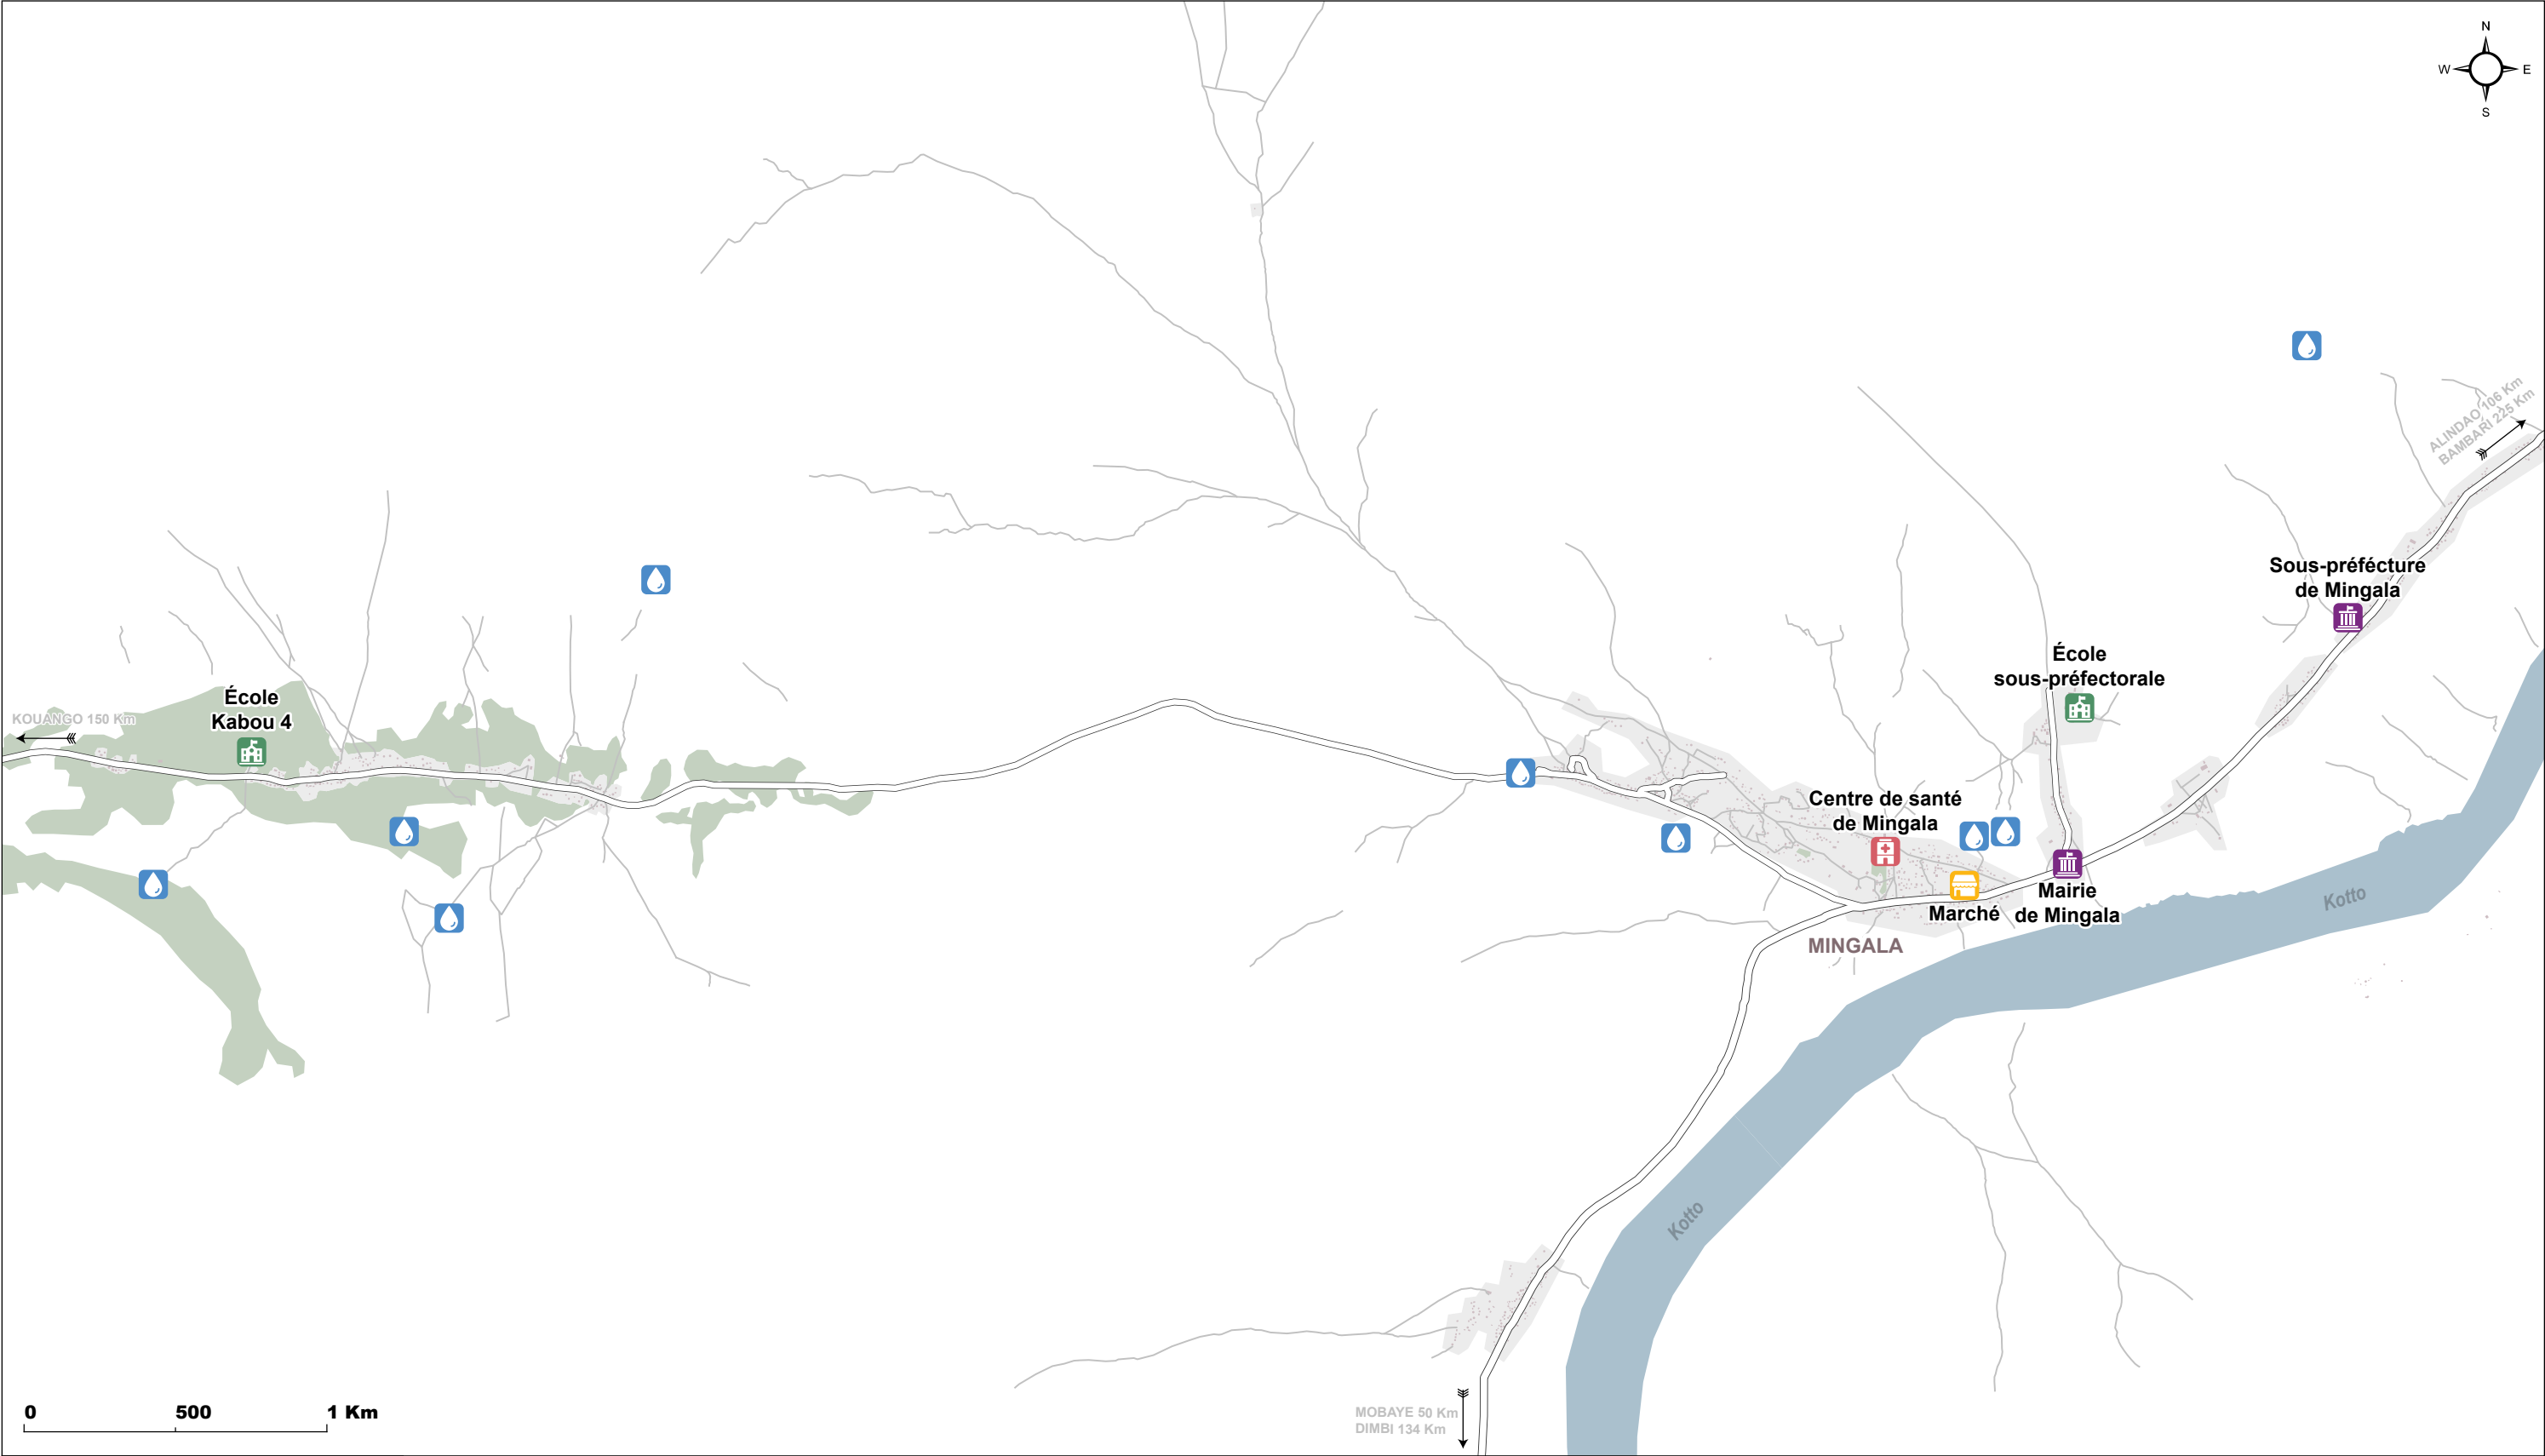 N
W E
S
ALINDAO 106 Km
BAMBARI 225 Km
Sous-préfécture
de Mingala
École
sous-préfectorale
École
Kabou 4
KOUANGO 150 Km
Centre de santé
de Mingala
Marché
Mairie
de Mingala
Kotto
MINGALA
Kotto
MOBAYE 50 Km
DIMBI 134 Km
0 500 1 Km